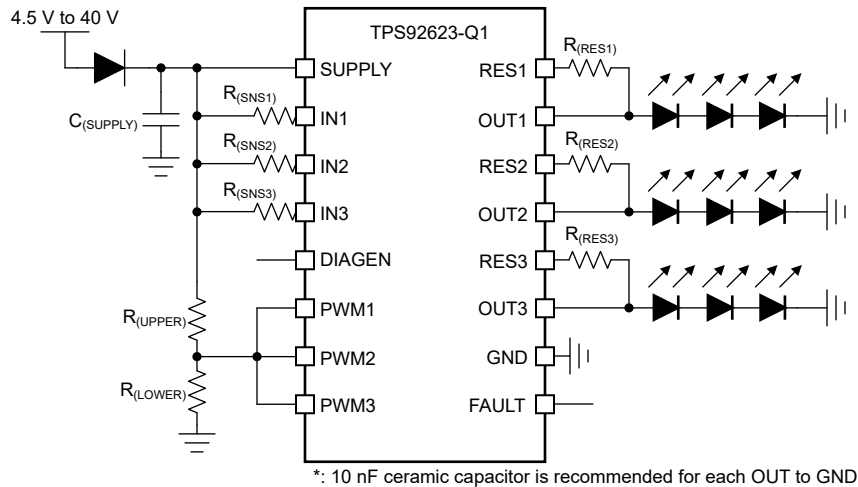 4.5 V to 40 V
TPS92623-Q1
SUPPLY
RES1
R(RES1)
R(SNS1)
C(SUPPLY)
IN1
OUT1
R(SNS2)
IN2
RES2
R(RES2)
R(SNS3)
IN3
OUT2
DIAGEN
RES3
R(RES3)
R(UPPER)
PWM1
OUT3
PWM2
GND
R(LOWER)
PWM3
FAULT
*: 10 nF ceramic capacitor is recommended for each OUT to GND